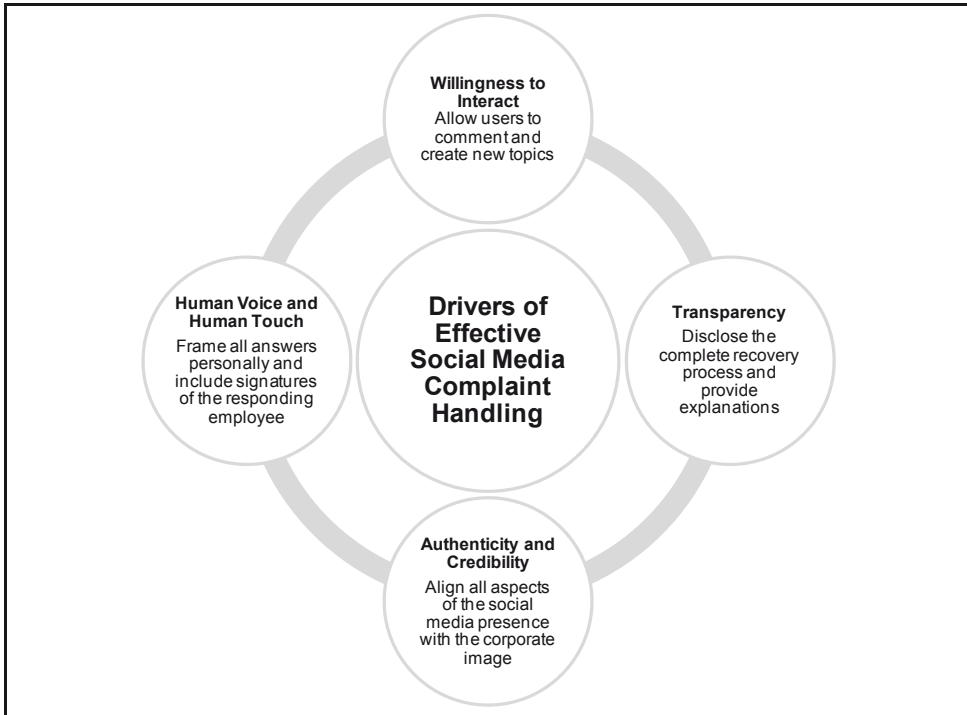 Willingness to
Interact
Allow users to
comment and
create new topics
Human Voice and
Human Touch
Frame all answers
personally and
include signatures
of the responding
employee
Drivers of
Effective
Social Media
Complaint
Handling
Transparency
Disclose the
complete recovery
process and
provide
explanations
Authenticity and
Credibility
Align all aspects
of the social
media presence
with the corporate
image